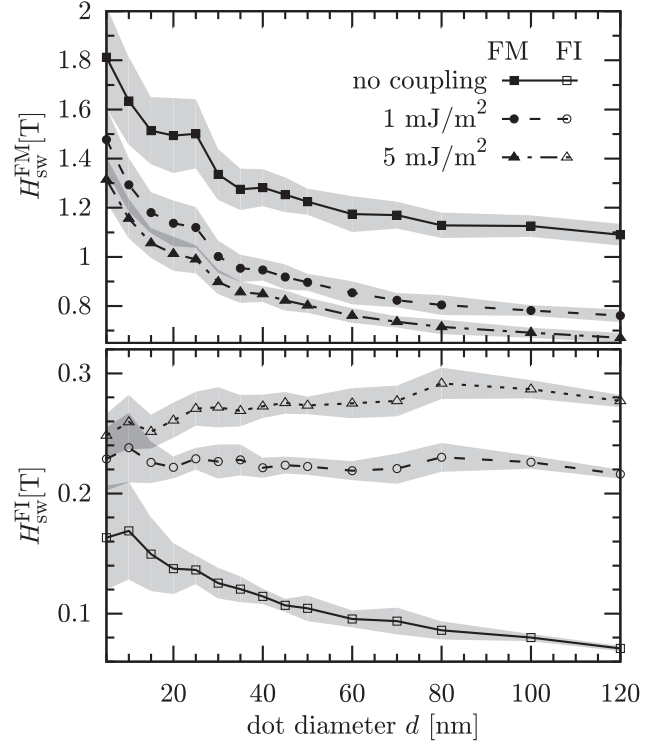 2
1.8
1.6
1.4
1.2
1
0.8
H_sw^FM[T]
FM FI
no coupling
1 mJ/m²
5 mJ/m²
0.3
0.2
0.1
H_sw^FI[T]
20 40 60 80 100 120
dot diameter d [nm]